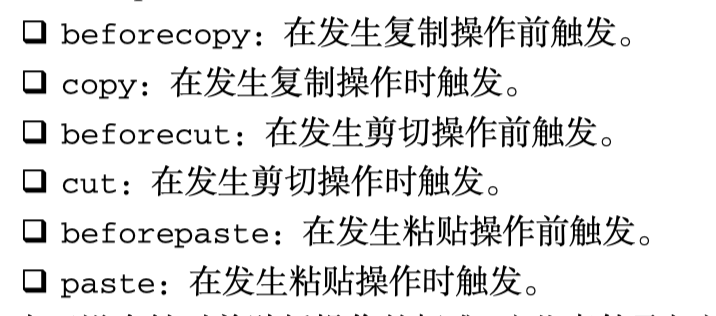 ❑ beforecopy：在发生复制操作前触发。
❑ copy：在发生复制操作时触发。
❑ beforecut：在发生剪切操作前触发。
❑ cut：在发生剪切操作时触发。
❑ beforepaste：在发生粘贴操作前触发。
❑ paste：在发生粘贴操作时触发。